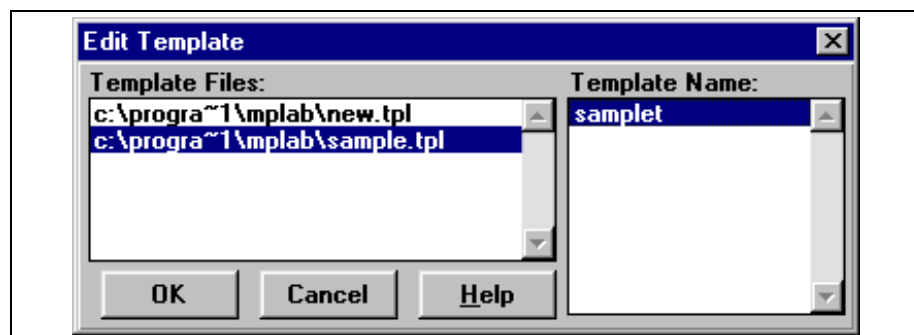 Edit Template
Template Files:
c:\progra~1\mplab\new.tpl
c:\progra~1\mplab\sample.tpl
Template Name:
samplet
OK
Cancel
Help